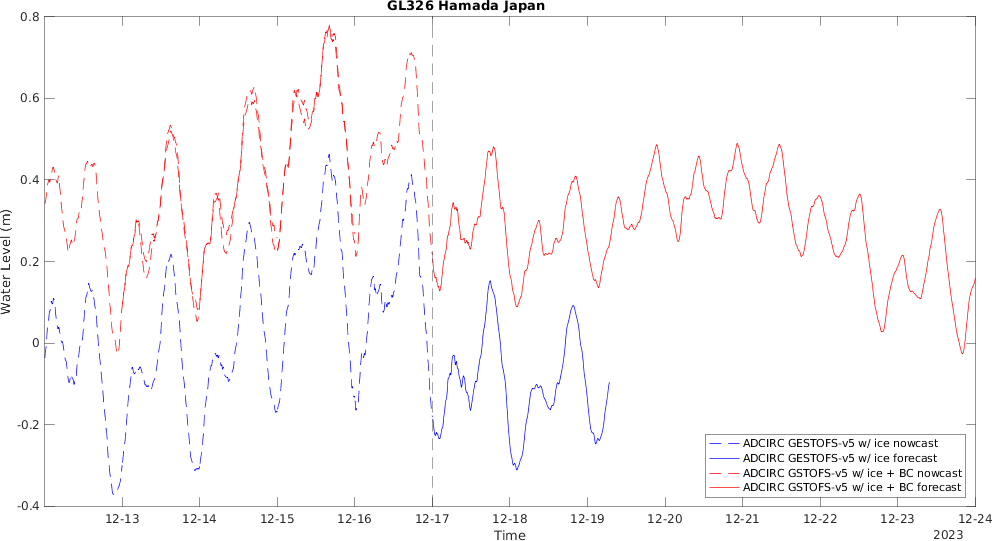 GL326 Hamada Japan
Water Level (m)
0.8
0.6
0.4
0.2
0
-0.2
-0.4
ADCIRC GESTOFS-v5 w/ ice nowcast
ADCIRC GESTOFS-v5 w/ ice forecast
ADCIRC GSTOFS-v5 w/ ice + BC nowcast
ADCIRC GSTOFS-v5 w/ ice + BC forecast
12-13 12-14 12-15 12-16 12-17 12-18 12-19 12-20 12-21 12-22 12-23 12-24
Time
2023